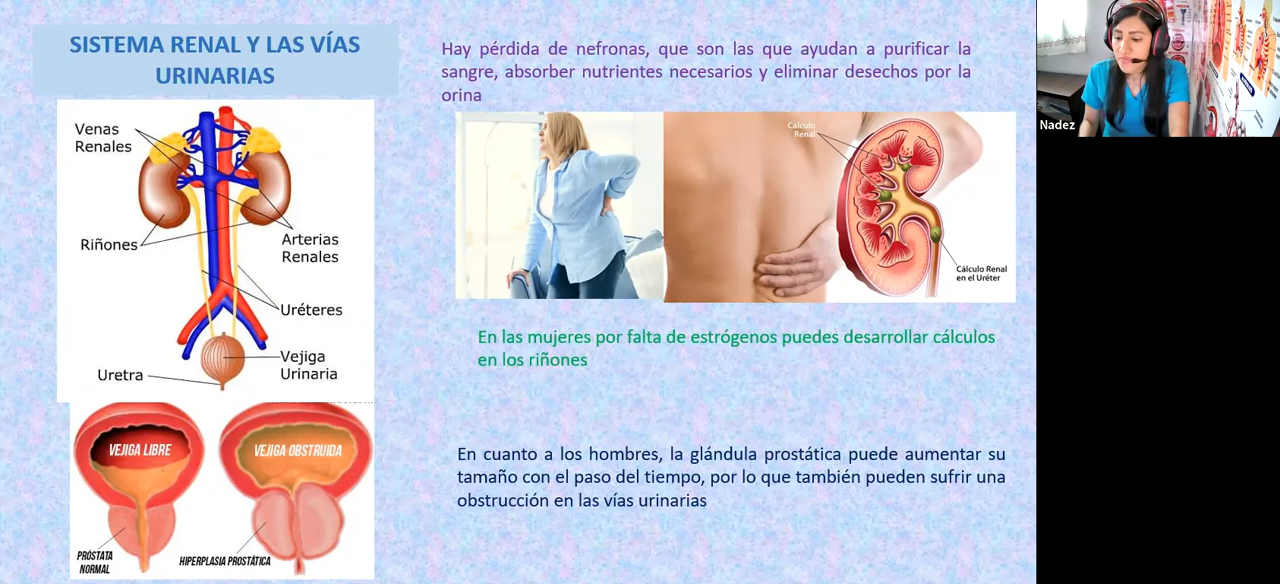 SISTEMA RENAL Y LAS VÍAS
URINARIAS
Venas
Renales
Riñones
Arterias
Renales
Uréteres
Vejiga
Urinaria
Uretra
VEJIGA LIBRE
VEJIGA OBSTRUIDA
PRÓSTATA
NORMAL
HIPERPLASIA PROSTÁTICA
Hay pérdida de nefronas, que son las que ayudan a purificar la
sangre, absorber nutrientes necesarios y eliminar desechos por la
orina
Cálculo
Renal
Cálculo Renal
en el Uréter
En las mujeres por falta de estrógenos puedes desarrollar cálculos
en los riñones
En cuanto a los hombres, la glándula prostática puede aumentar su
tamaño con el paso del tiempo, por lo que también pueden sufrir una
obstrucción en las vías urinarias
Nadez